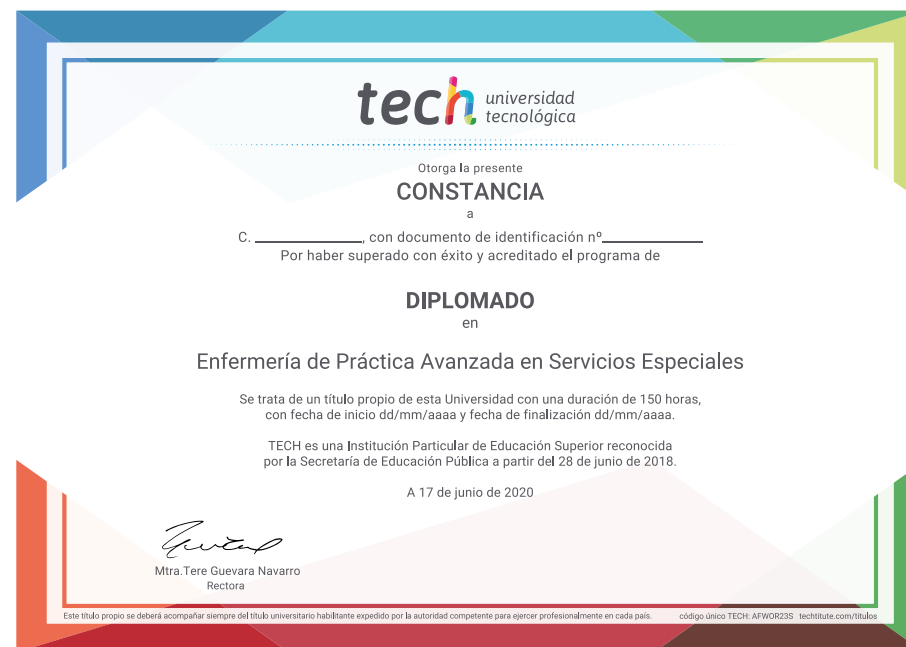 tech universidad
tecnológica
Otorga la presente
CONSTANCIA
a
C. ____________, con documento de identificación nº____________
Por haber superado con éxito y acreditado el programa de
DIPLOMADO
en
Enfermería de Práctica Avanzada en Servicios Especiales
Se trata de un título propio de esta Universidad con una duración de 150 horas,
con fecha de inicio dd/mm/aaaa y fecha de finalización dd/mm/aaaa.
TECH es una Institución Particular de Educación Superior reconocida
por la Secretaría de Educación Pública a partir del 28 de junio de 2018.
A 17 de junio de 2020
Mtra.Tere Guevara Navarro
Rectora
Este título propio se deberá acompañar siempre del título universitario habilitante expedido por la autoridad competente para ejercer profesionalmente en cada país. código único TECH: AFWOR23S techtitute.com/titulos